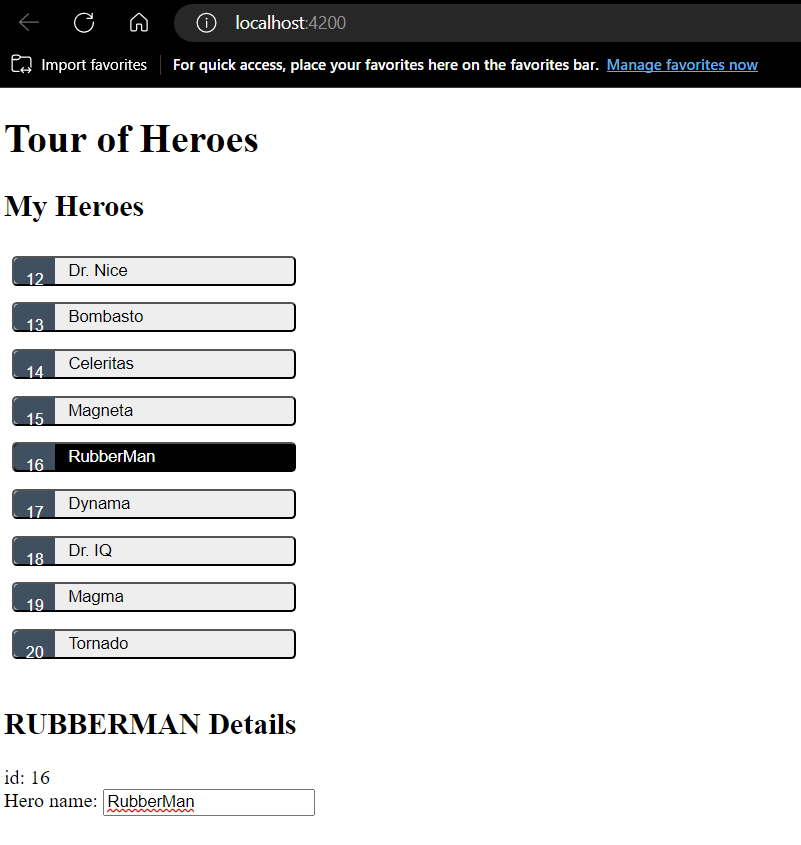 localhost:4200
Import favorites For quick access, place your favorites here on the favorites bar. Manage favorites now
Tour of Heroes
My Heroes
12 Dr. Nice
13 Bombasto
14 Celeritas
15 Magneta
16 RubberMan
17 Dynama
18 Dr. IQ
19 Magma
20 Tornado
RUBBERMAN Details
id: 16
Hero name: RubberMan